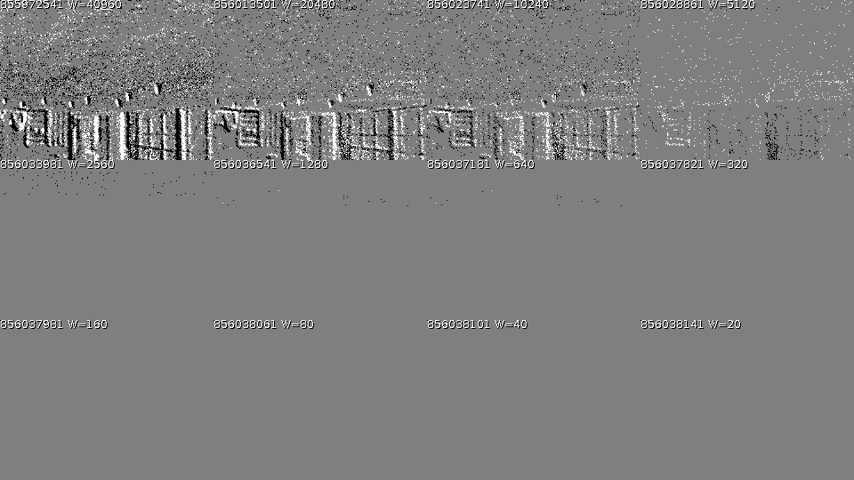 855972541 W=40960
856013501 W=20480
856023741 W=10240
856028861 W=5120
856033981 W=2560
856036541 W=1280
856037181 W=640
856037821 W=320
856037981 W=160
856038061 W=80
856038101 W=40
856038141 W=20